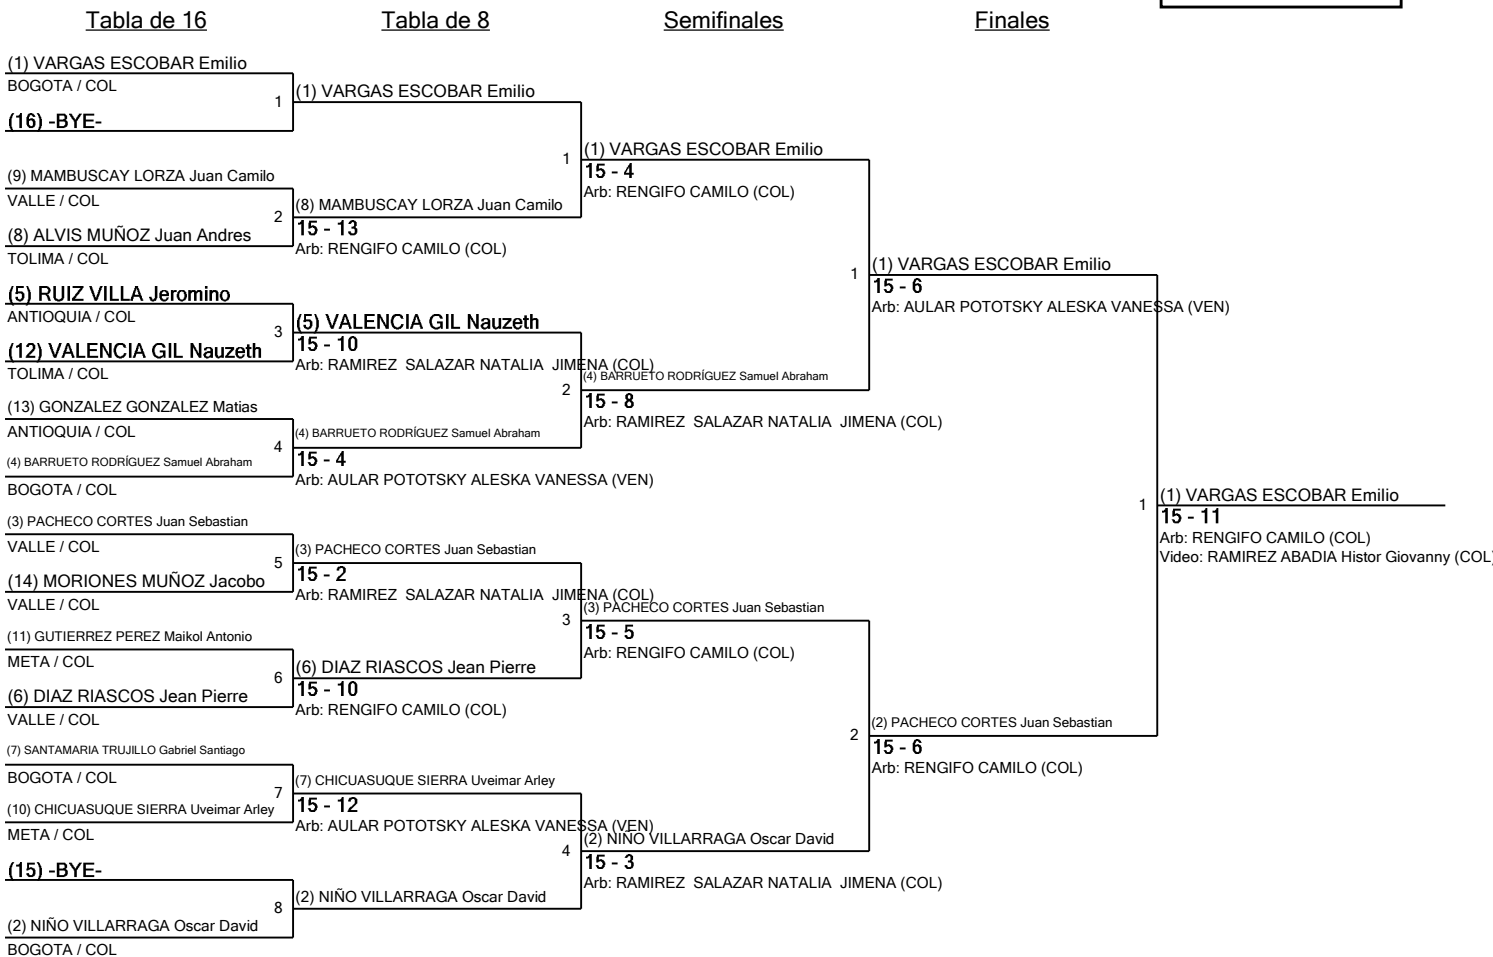 Tabla de 16
Tabla de 8
Semifinales
Finales
(1) VARGAS ESCOBAR Emilio
BOGOTA / COL
1
(16) -BYE-
(9) MAMBUSCAY LORZA Juan Camilo
VALLE / COL
2
(8) ALVIS MUÑOZ Juan Andres
TOLIMA / COL
(5) RUIZ VILLA Jeromino
ANTIOQUIA / COL
3
(12) VALENCIA GIL Nauzeth
TOLIMA / COL
(13) GONZALEZ GONZALEZ Matias
ANTIOQUIA / COL
4
(4) BARRUETO RODRÍGUEZ Samuel Abraham
BOGOTA / COL
(3) PACHECO CORTES Juan Sebastian
VALLE / COL
5
(14) MORIONES MUÑOZ Jacobo
VALLE / COL
(11) GUTIERREZ PEREZ Maikol Antonio
META / COL
6
(6) DIAZ RIASCOS Jean Pierre
VALLE / COL
(7) SANTAMARIA TRUJILLO Gabriel Santiago
BOGOTA / COL
7
(10) CHICUASUQUE SIERRA Uveimar Arley
META / COL
(15) -BYE-
8
(2) NIÑO VILLARRAGA Oscar David
BOGOTA / COL
(1) VARGAS ESCOBAR Emilio
1
(8) MAMBUSCAY LORZA Juan Camilo
15 - 13
Arb: RENGIFO CAMILO (COL)
(5) VALENCIA GIL Nauzeth
15 - 10
Arb: RAMIREZ SALAZAR NATALIA JIMENA (COL)
2
(4) BARRUETO RODRÍGUEZ Samuel Abraham
15 - 4
Arb: AULAR POTOTSKY ALESKA VANESSA (VEN)
(3) PACHECO CORTES Juan Sebastian
15 - 2
Arb: RAMIREZ SALAZAR NATALIA JIMENA (COL)
3
(6) DIAZ RIASCOS Jean Pierre
15 - 10
Arb: RENGIFO CAMILO (COL)
(7) CHICUASUQUE SIERRA Uveimar Arley
15 - 12
Arb: AULAR POTOTSKY ALESKA VANESSA (VEN)
4
(2) NIÑO VILLARRAGA Oscar David
(1) VARGAS ESCOBAR Emilio
15 - 4
Arb: RENGIFO CAMILO (COL)
1
(4) BARRUETO RODRÍGUEZ Samuel Abraham
15 - 8
Arb: RAMIREZ SALAZAR NATALIA JIMENA (COL)
(3) PACHECO CORTES Juan Sebastian
15 - 5
Arb: RENGIFO CAMILO (COL)
2
(2) NIÑO VILLARRAGA Oscar David
15 - 3
Arb: RAMIREZ SALAZAR NATALIA JIMENA (COL)
(1) VARGAS ESCOBAR Emilio
15 - 6
Arb: AULAR POTOTSKY ALESKA VANESSA (VEN)
1
(2) PACHECO CORTES Juan Sebastian
15 - 6
Arb: RENGIFO CAMILO (COL)
(1) VARGAS ESCOBAR Emilio
15 - 11
Arb: RENGIFO CAMILO (COL)
Video: RAMIREZ ABADIA Histor Giovanny (COL)